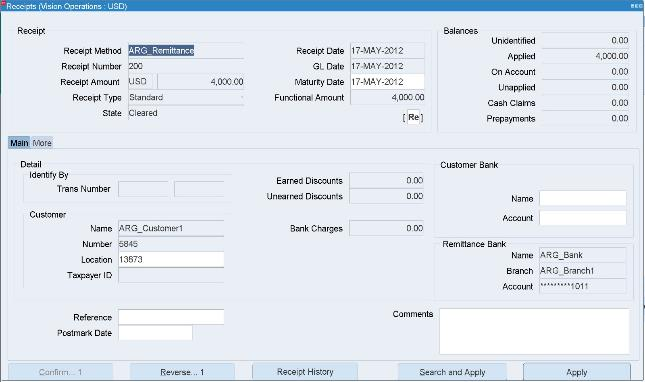 Receipts (Vision Operations : USD)
Receipt
Receipt Method ARG_Remittance
Receipt Number 200
Receipt Amount USD 4,000.00
Receipt Type Standard
State Cleared
Receipt Date 17-MAY-2012
GL Date 17-MAY-2012
Maturity Date 17-MAY-2012
Functional Amount 4,000.00
[Re]
Balances
Unidentified 0.00
Applied 4,000.00
On Account 0.00
Unapplied 0.00
Cash Claims 0.00
Prepayments 0.00
Main More
Detail
Identify By
Trans Number
Customer
Name ARG_Customer1
Number 5845
Location 13873
Taxpayer ID
Earned Discounts 0.00
Unearned Discounts 0.00
Bank Charges 0.00
Customer Bank
Name
Account
Remittance Bank
Name ARG_Bank
Branch ARG_Branch1
Account *********1011
Reference
Postmark Date
Comments
Confirm... 1 Reverse... 1 Receipt History Search and Apply Apply